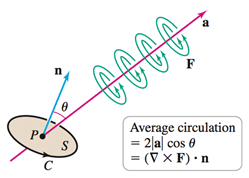 a
n
F
θ
P
S
C
Average circulation
= 2|a| cos θ
= (∇ × F) · n